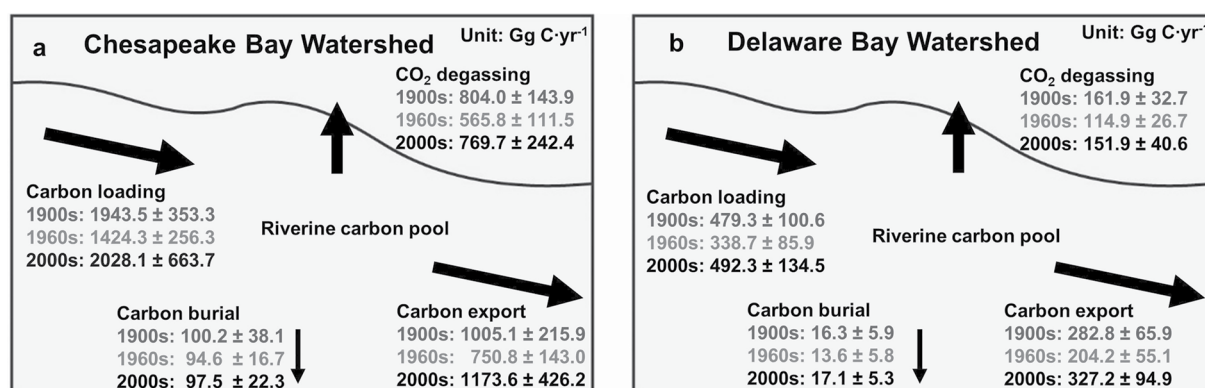 a Chesapeake Bay Watershed Unit: Gg C·yr-1
CO2 degassing
1900s: 804.0 ± 143.9
1960s: 565.8 ± 111.5
2000s: 769.7 ± 242.4
Carbon loading
1900s: 1943.5 ± 353.3
1960s: 1424.3 ± 256.3
2000s: 2028.1 ± 663.7
Riverine carbon pool
Carbon burial
1900s: 100.2 ± 38.1
1960s: 94.6 ± 16.7
2000s: 97.5 ± 22.3
Carbon export
1900s: 1005.1 ± 215.9
1960s: 750.8 ± 143.0
2000s: 1173.6 ± 426.2
b Delaware Bay Watershed Unit: Gg C·yr-
CO2 degassing
1900s: 161.9 ± 32.7
1960s: 114.9 ± 26.7
2000s: 151.9 ± 40.6
Carbon loading
1900s: 479.3 ± 100.6
1960s: 338.7 ± 85.9
2000s: 492.3 ± 134.5
Riverine carbon pool
Carbon burial
1900s: 16.3 ± 5.9
1960s: 13.6 ± 5.8
2000s: 17.1 ± 5.3
Carbon export
1900s: 282.8 ± 65.9
1960s: 204.2 ± 55.1
2000s: 327.2 ± 94.9